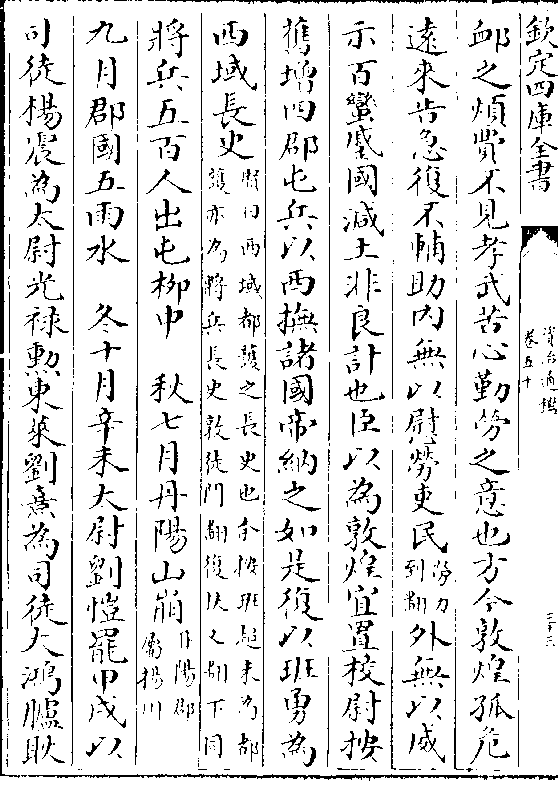 欽定四庫全書
資治通鑑
卷五十
三十三
䘏之煩費不見孝武苦心勤勞之意也方今敦煌孤危
遠來告急復不輔助内無以慰勞吏民勞力到翻外無以威
示百蠻蹙國減土非良計也臣以為敦煌宜置校尉按
舊增四郡屯兵以西撫諸國帝納之如是復以班勇為
西域長史賢曰西域都護之長史也余按班超未為都
護亦為將兵長史敦徒門翻復扶又翻下同
將兵五百人出屯柳中 秋七月丹陽山崩丹陽郡
屬揚州
九月郡國五雨水 冬十月辛未太尉劉愷罷甲戌以
司徒楊震為太尉光祿勲東萊劉熹為司徒大鴻臚耿